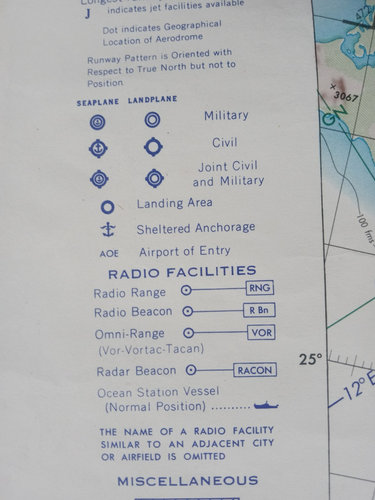 J indicates jet facilities available
Dot indicates Geographical
Location of Aerodrome
Runway Pattern is Oriented with
Respect to True North but not to
Position
SEAPLANE LANDPLANE
Military
Civil
Joint Civil
and Military
Landing Area
Sheltered Anchorage
AOE Airport of Entry
RADIO FACILITIES
Radio Range RNG
Radio Beacon R Bn
Omni-Range VOR
(Vor-Vortac-Tacan)
Radar Beacon RACON
Ocean Station Vessel
(Normal Position) ..........
THE NAME OF A RADIO FACILITY
SIMILAR TO AN ADJACENT CITY
OR AIRFIELD IS OMITTED
MISCELLANEOUS
3067
100 fms
25°
12°E